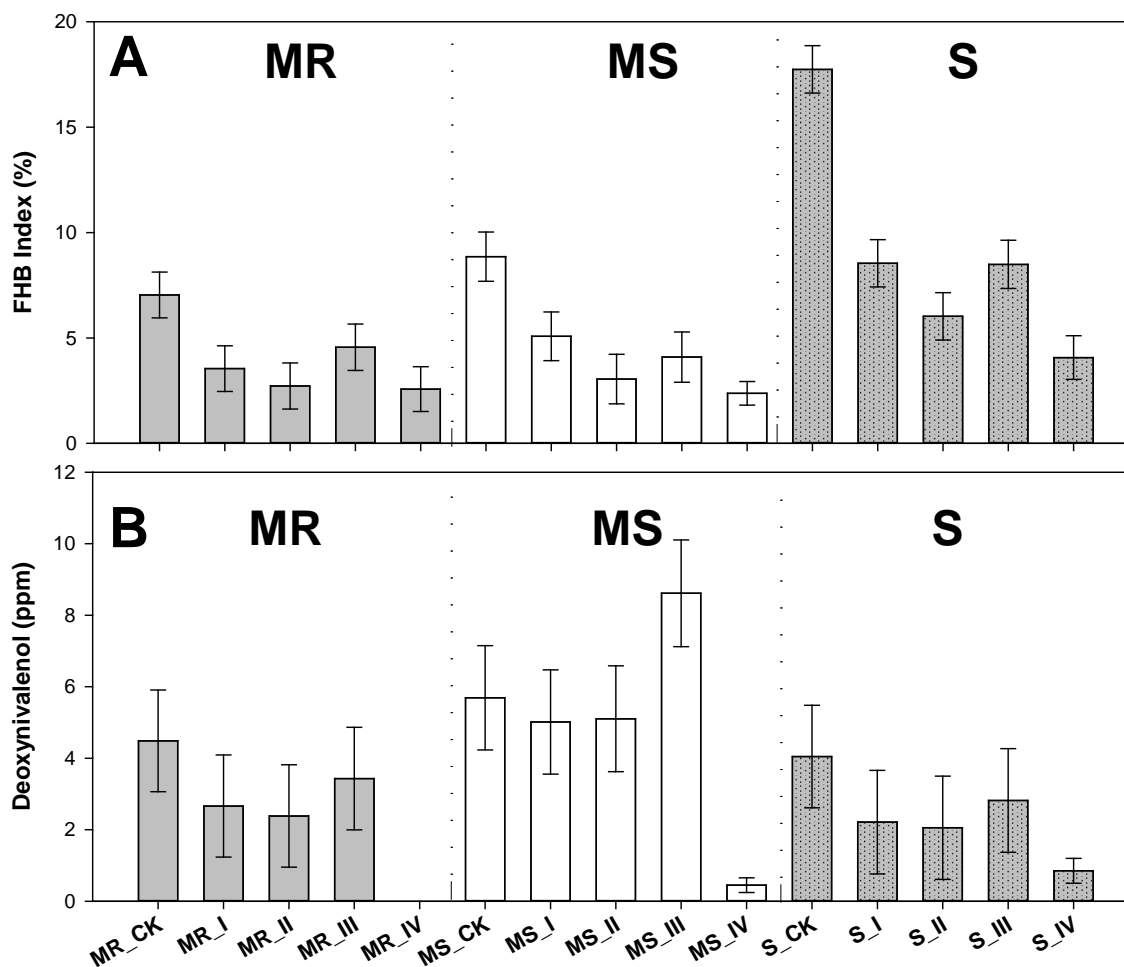 A
MR
MS
S
FHB Index (%)
20
15
10
5
0
B
MR
MS
S
Deoxynivalenol (ppm)
12
10
8
6
4
2
0
MR_CK
MR_I
MR_II
MR_III
MR_IV
MS_CK
MS_I
MS_II
MS_III
MS_IV
S_CK
S_I
S_II
S_III
S_IV